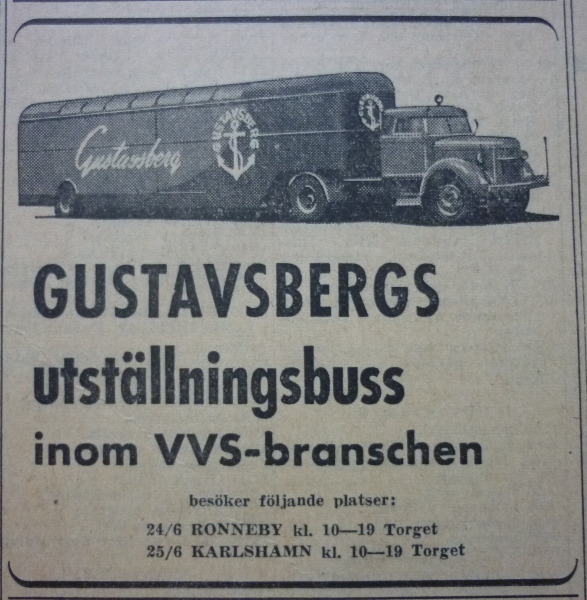 GUSTAVSBERG
Gustavsberg
GUSTAVSBERGS
utställningsbuss
inom VVS-branschen
besöker följande platser:
24/6 RONNEBY kl. 10—19 Torget
25/6 KARLSHAMN kl. 10—19 Torget